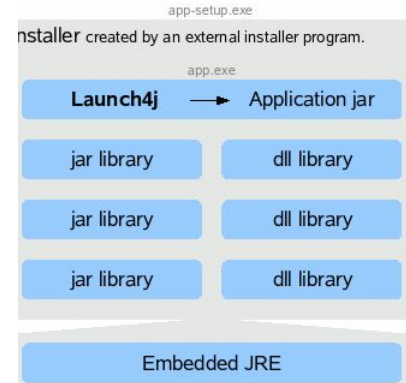 app-setup.exe
nstaller created by an external installer program.
app.exe
Launch4j Application jar
jar library dll library
jar library dll library
jar library dll library
Embedded JRE